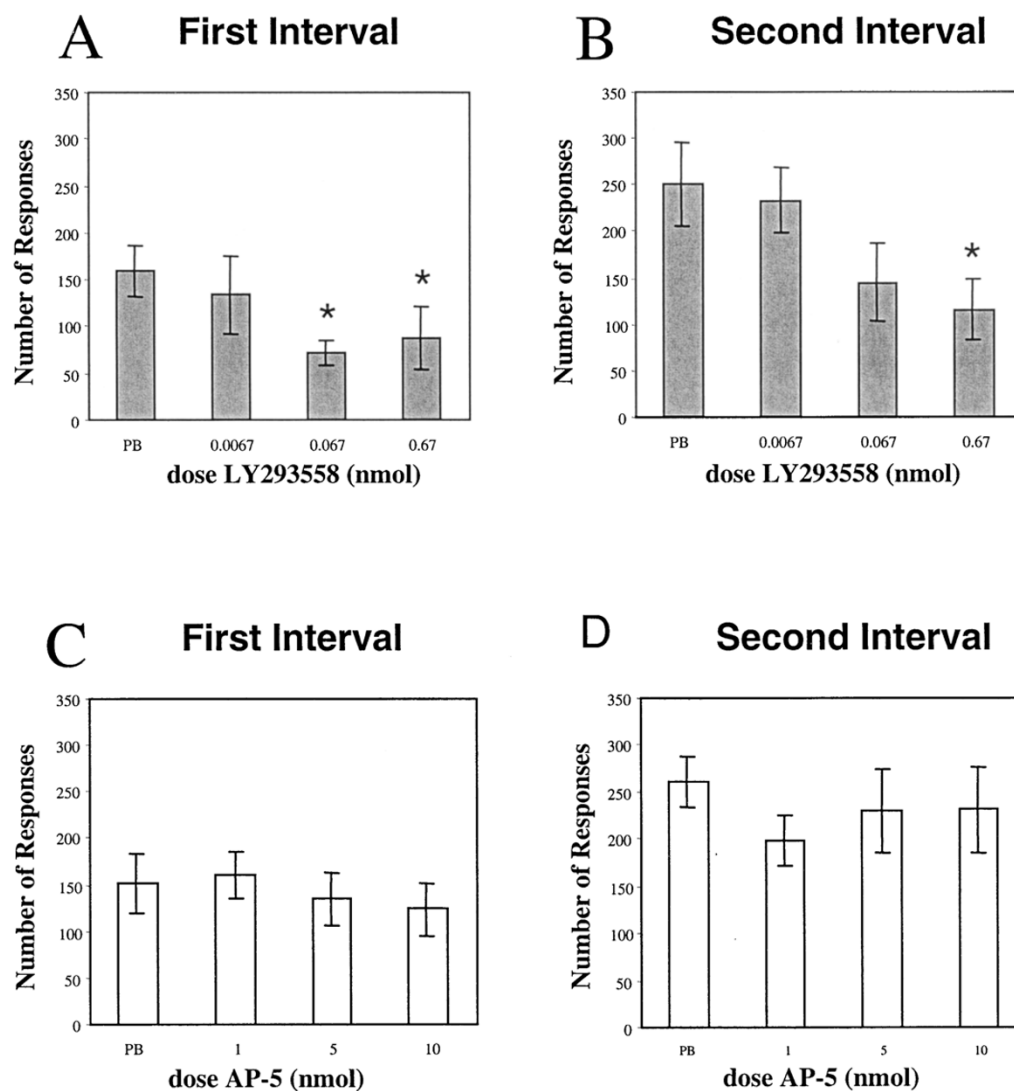 A First Interval
Number of Responses
350
300
250
200
150
100
50
0
*
*
PB 0.0067 0.067 0.67
dose LY293558 (nmol)
B Second Interval
Number of Responses
350
300
250
200
150
100
50
0
*
PB 0.0067 0.067 0.67
dose LY293558 (nmol)
C First Interval
Number of Responses
350
300
250
200
150
100
50
0
PB 1 5 10
dose AP-5 (nmol)
D Second Interval
Number of Responses
350
300
250
200
150
100
50
0
PB 1 5 10
dose AP-5 (nmol)